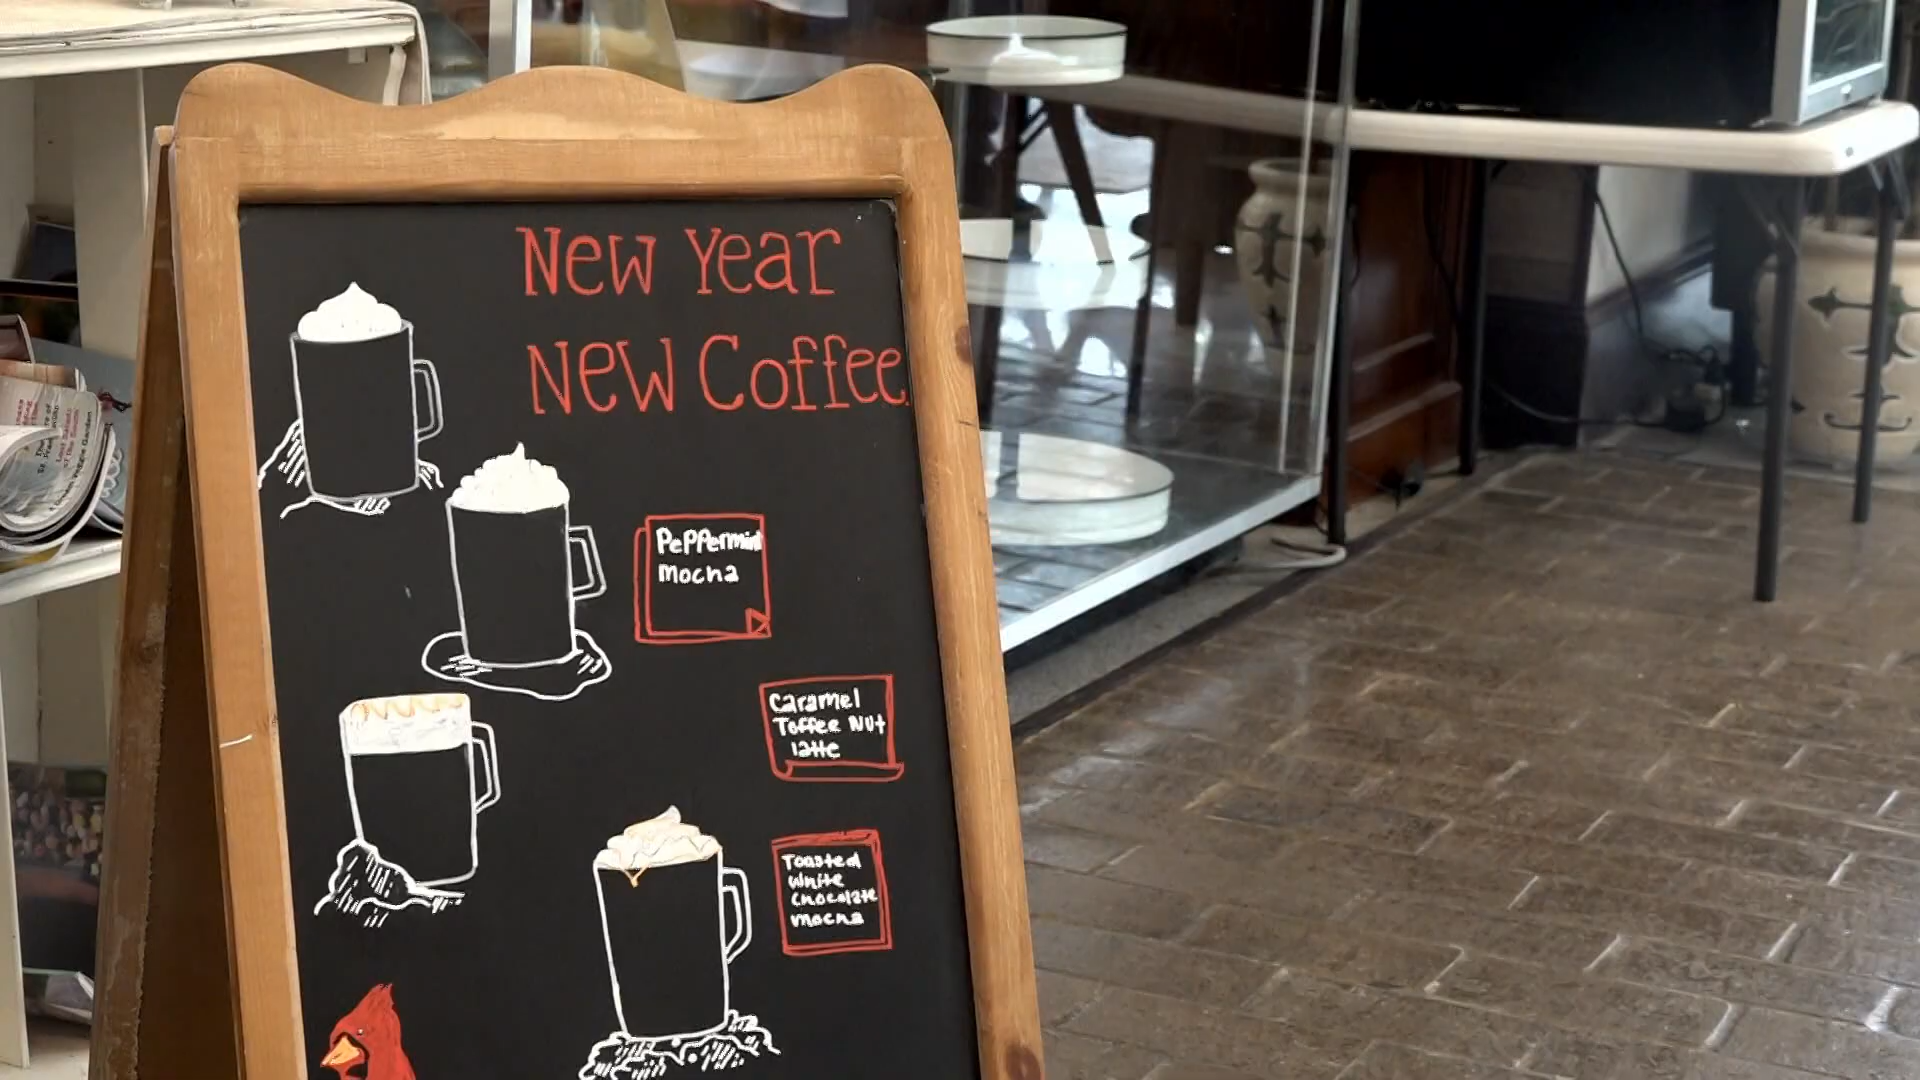 New Year
New Coffee.
Peppermint
mocha
Caramel
Toffee Nut
latte
Toasted
White
Chocolate
mocha